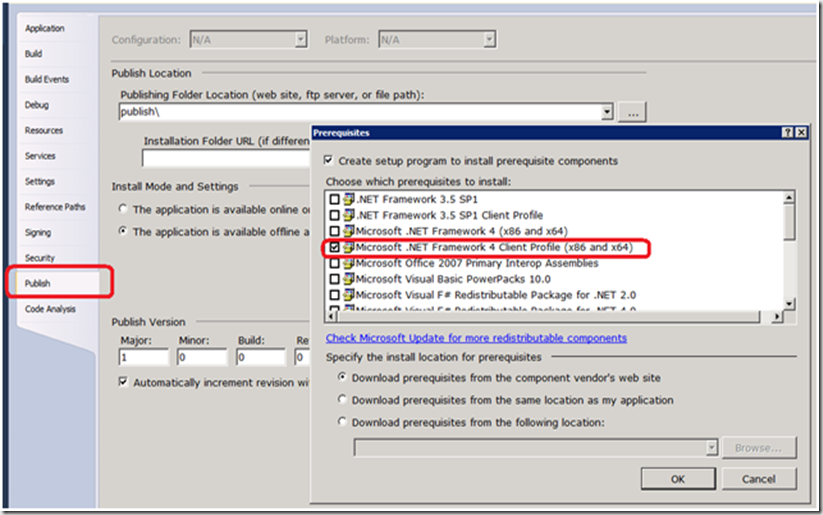 Application
Build
Build Events
Debug
Resources
Services
Settings
Reference Paths
Signing
Security
Publish
Code Analysis
Configuration: N/A Platform: N/A
Publish Location
Publishing Folder Location (web site, ftp server, or file path):
publish\ ...
Installation Folder URL (if different
Install Mode and Settings
The application is available online or
The application is available offline a
Publish Version
Major: Minor: Build: Re
1 0 0 0
Automatically increment revision wit
Prerequisites
Create setup program to install prerequisite components
Choose which prerequisites to install:
.NET Framework 3.5 SP1
.NET Framework 3.5 SP1 Client Profile
Microsoft .NET Framework 4 (x86 and x64)
Microsoft .NET Framework 4 Client Profile (x86 and x64)
Microsoft Office 2007 Primary Interop Assemblies
Microsoft Visual Basic PowerPacks 10.0
Microsoft Visual F# Redistributable Package for .NET 2.0
Microsoft Visual F# Redistributable Package for .NET 4.0
Check Microsoft Update for more redistributable components
Specify the install location for prerequisites
Download prerequisites from the component vendor's web site
Download prerequisites from the same location as my application
Download prerequisites from the following location:
Browse...
OK Cancel